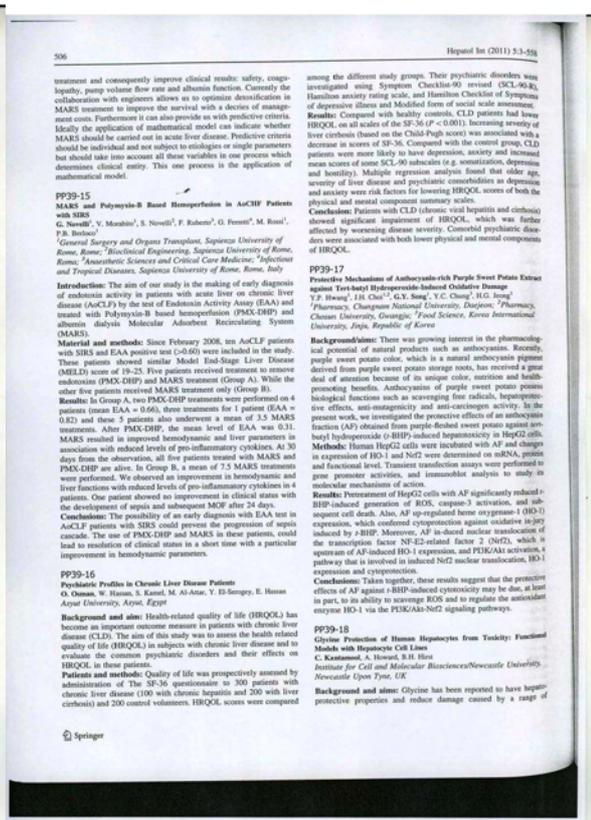 506
Hepatol Int (2011) 5:3–558
treatment and consequently improve clinical results: safety, coagu-
lopathy, pump volume flow rate and albumin function. Currently the
collaboration with engineers allows us to optimize detoxification in
MARS treatment to improve the survival with a decries of manage-
ment costs. Furthermore it can also provide us with predictive criteria.
Ideally the application of mathematical model can indicate whether
MARS should be carried out in acute liver disease. Predictive criteria
should be individual and not subject to etiologies or single parameters
but should take into account all these variables in one process which
determines clinical entity. This one process is the application of
mathematical model.
PP39-15
MARS and Polymyxin-B Based Hemoperfusion in AoCHF Patients
with SIRS
G. Novelli¹, V. Morabito¹, S. Novelli², F. Ruberto³, G. Ferretti⁴, M. Rossi¹,
P.B. Berloco¹
¹General Surgery and Organs Transplant, Sapienza University of
Rome, Rome; ²Bioclinical Engineering, Sapienza University of Rome,
Roma; ³Anaesthetic Sciences and Critical Care Medicine; ⁴Infectious
and Tropical Diseases, Sapienza University of Rome, Rome, Italy
Introduction: The aim of our study is the making of early diagnosis
of endotoxin activity in patients with acute liver on chronic liver
disease (AoCLF) by the test of Endotoxin Activity Assay (EAA) and
treated with Polymyxin-B based hemoperfusion (PMX-DHP) and
albumin dialysis Molecular Adsorbent Recirculating System
(MARS).
Material and methods: Since February 2008, ten AoCLF patients
with SIRS and EAA positive test (>0.60) were included in the study.
These patients showed similar Model End-Stage Liver Disease
(MELD) score of 19–25. Five patients received treatment to remove
endotoxins (PMX-DHP) and MARS treatment (Group A). While the
other five patients received MARS treatment only (Group B).
Results: In Group A, two PMX-DHP treatments were performed on 4
patients (mean EAA = 0.66), three treatments for 1 patient (EAA =
0.82) and these 5 patients also underwent a mean of 3.5 MARS
treatments. After PMX-DHP, the mean level of EAA was 0.31.
MARS resulted in improved hemodynamic and liver parameters in
association with reduced levels of pro-inflammatory cytokines. At 30
days from the observation, all five patients treated with MARS and
PMX-DHP are alive. In Group B, a mean of 7.5 MARS treatments
were performed. We observed an improvement in hemodynamic and
liver functions with reduced levels of pro-inflammatory cytokines in 4
patients. One patient showed no improvement in clinical status with
the development of sepsis and subsequent MOF after 24 days.
Conclusions: The possibility of an early diagnosis with EAA test in
AoCLF patients with SIRS could prevent the progression of sepsis
cascade. The use of PMX-DHP and MARS in these patients, could
lead to resolution of clinical status in a short time with a particular
improvement in hemodynamic parameters.
PP39-16
Psychiatric Profiles in Chronic Liver Disease Patients
O. Osman, W. Hassan, S. Kamel, M. Al-Attar, Y. El-Serogey, E. Hassan
Assyut University, Assyut, Egypt
Background and aim: Health-related quality of life (HRQOL) has
become an important outcome measure in patients with chronic liver
disease (CLD). The aim of this study was to assess the health related
quality of life (HRQOL) in subjects with chronic liver disease and to
evaluate the common psychiatric disorders and their effects on
HRQOL in these patients.
Patients and methods: Quality of life was prospectively assessed by
administration of The SF-36 questionnaire to 300 patients with
chronic liver disease (100 with chronic hepatitis and 200 with liver
cirrhosis) and 200 control volunteers. HRQOL scores were compared
among the different study groups. Their psychiatric disorders were
investigated using Symptom Checklist-90 revised (SCL-90-R),
Hamilton anxiety rating scale, and Hamilton Checklist of Symptoms
of depressive illness and Modified form of social scale assessment.
Results: Compared with healthy controls, CLD patients had lower
HRQOL on all scales of the SF-36 (P < 0.001). Increasing severity of
liver cirrhosis (based on the Child-Pugh score) was associated with a
decrease in scores of SF-36. Compared with the control group, CLD
patients were more likely to have depression, anxiety and increased
mean scores of some SCL-90 subscales (e.g. somatization, depression
and hostility). Multiple regression analysis found that older age,
severity of liver disease and psychiatric comorbidities as depression
and anxiety were risk factors for lowering HRQOL scores of both the
physical and mental component summary scales.
Conclusion: Patients with CLD (chronic viral hepatitis and cirrhosis)
showed significant impairment of HRQOL, which was further
affected by worsening disease severity. Comorbid psychiatric disor-
ders were associated with both lower physical and mental components
of HRQOL.
PP39-17
Protective Mechanisms of Anthocyanin-rich Purple Sweet Potato Extract
against Tert-butyl Hydroperoxide-Induced Oxidative Damage
Y.P. Hwang¹, J.H. Choi¹·², G.Y. Song¹, Y.C. Chung³, H.G. Jeong¹
¹Pharmacy, Chungnam National University, Daejeon; ²Pharmacy,
Chosun University, Gwangju; ³Food Science, Korea International
University, Jinju, Republic of Korea
Background/aims: There was growing interest in the pharmacolog-
ical potential of natural products such as anthocyanins. Recently,
purple sweet potato color, which is a natural anthocyanin pigment
derived from purple sweet potato storage roots, has received a great
deal of attention because of its unique color, nutrition and health-
promoting benefits. Anthocyanins of purple sweet potato possess
biological functions such as scavenging free radicals, hepatoprotec-
tive effects, anti-mutagenicity and anti-carcinogen activity. In the
present work, we investigated the protective effects of an anthocyanin
fraction (AF) obtained from purple-fleshed sweet potato against tert-
butyl hydroperoxide (t-BHP)-induced hepatotoxicity in HepG2 cells.
Methods: Human HepG2 cells were incubated with AF and changes
in expression of HO-1 and Nrf2 were determined on mRNA, protein
and functional level. Transient transfection assays were performed to
gene promoter activities, and immunoblot analysis to study its
molecular mechanisms of action.
Results: Pretreatment of HepG2 cells with AF significantly reduced t-
BHP-induced generation of ROS, caspase-3 activation, and sub-
sequent cell death. Also, AF up-regulated heme oxygenase-1 (HO-1)
expression, which conferred cytoprotection against oxidative in-jury
induced by t-BHP. Moreover, AF in-duced nuclear translocation of
the transcription factor NF-E2-related factor 2 (Nrf2), which is
upstream of AF-induced HO-1 expression, and PI3K/Akt activation, a
pathway that is involved in induced Nrf2 nuclear translocation, HO-1
expression and cytoprotection.
Conclusions: Taken together, these results suggest that the protective
effects of AF against t-BHP-induced cytotoxicity may be due, at least
in part, to its ability to scavenge ROS and to regulate the antioxidant
enzyme HO-1 via the PI3K/Akt-Nrf2 signaling pathways.
PP39-18
Glycine Protection of Human Hepatocytes from Toxicity: Functional
Models with Hepatocyte Cell Lines
C. Kantamool, A. Howard, B.H. Hirst
Institute for Cell and Molecular Biosciences/Newcastle University,
Newcastle Upon Tyne, UK
Background and aims: Glycine has been reported to have hepato-
protective properties and reduce damage caused by a range of
Springer